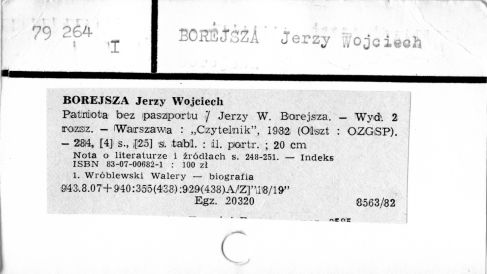 79 264
I
BOREJSZA Jerzy Wojciech
BOREJSZA Jerzy Wojciech
Patriota bez paszportu / Jerzy W. Borejsza. — Wyd. 2
rozsz. — Warszawa : „Czytelnik", 1982 (Olszt : OZGSP).
— 284, [4] s., [25] s. tabl. : il. portr. ; 20 cm
Nota o literaturze i źródłach s. 248-251. — Indeks
ISBN 83-07-00682-1 : 100 zł
1. Wróblewski Walery — biografia
943.8.07+940:355(438):929(438)A/Z]"18/19"
Egz. 20320 8563/82